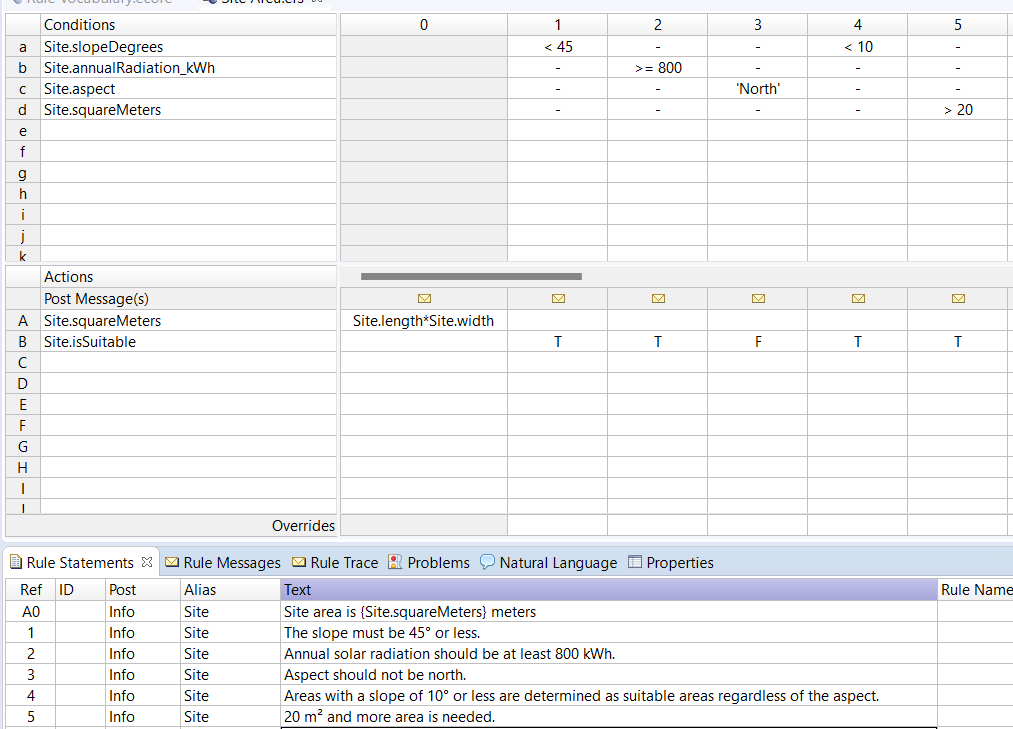 Rule Vocabulary.ecore Site Area.ers
Conditions 0 1 2 3 4 5
a Site.slopeDegrees < 45 - - < 10 -
b Site.annualRadiation_kWh - >= 800 - - -
c Site.aspect - - 'North' - -
d Site.squareMeters - - - - > 20
e
f
g
h
i
j
k
Actions
Post Message(s)
A Site.squareMeters Site.length*Site.width
B Site.isSuitable T T F T T
C
D
E
F
G
H
I
Overrides
Rule Statements Rule Messages Rule Trace Problems Natural Language Properties
Ref ID Post Alias Text Rule Name
A0 Info Site Site area is {Site.squareMeters} meters
1 Info Site The slope must be 45° or less.
2 Info Site Annual solar radiation should be at least 800 kWh.
3 Info Site Aspect should not be north.
4 Info Site Areas with a slope of 10° or less are determined as suitable areas regardless of the aspect.
5 Info Site 20 m² and more area is needed.